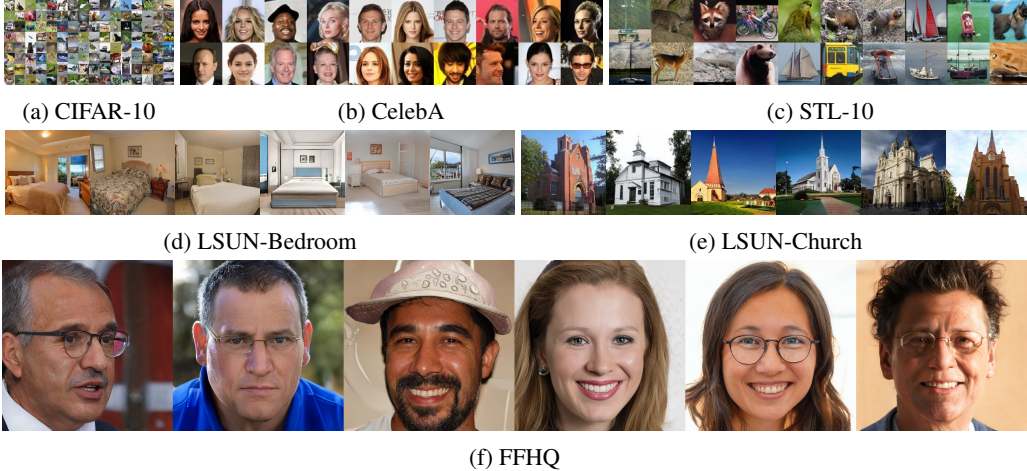 (a) CIFAR-10
(b) CelebA
(c) STL-10
(d) LSUN-Bedroom
(e) LSUN-Church
(f) FFHQ